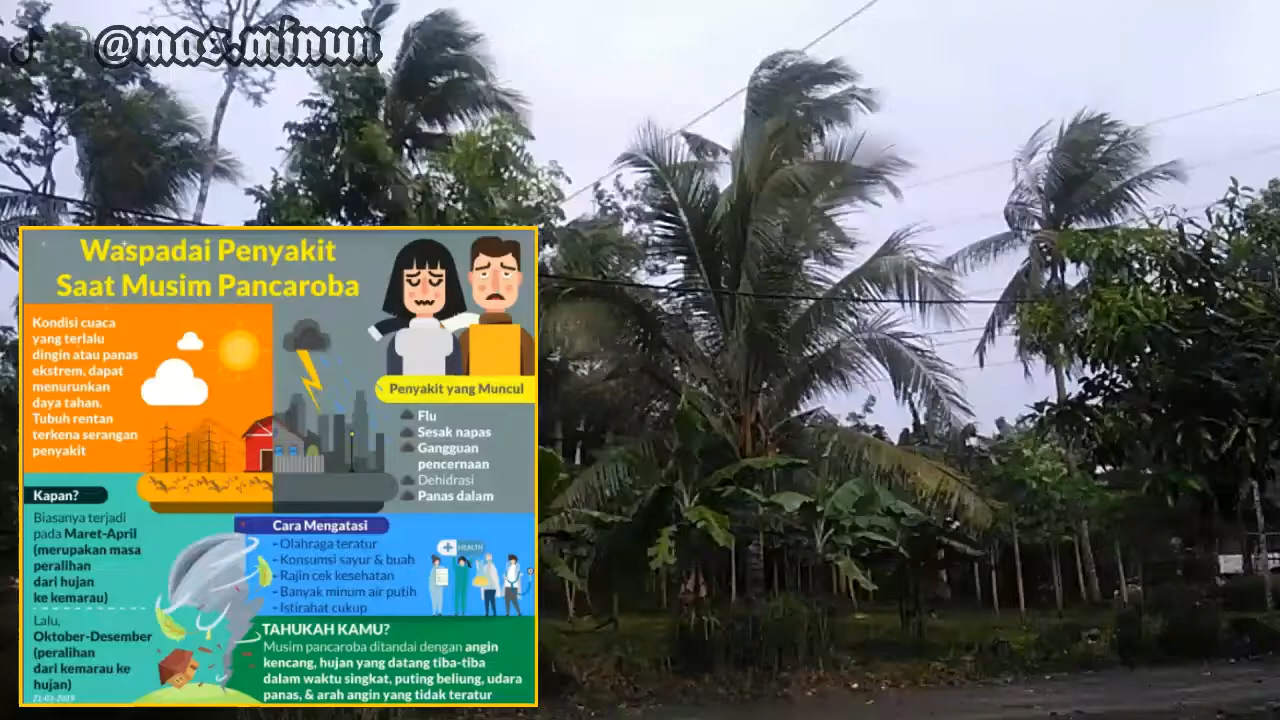 @mas.minun
Waspadai Penyakit
Saat Musim Pancaroba
Kondisi cuaca
yang terlalu
dingin atau panas
ekstrem, dapat
menurunkan
daya tahan.
Tubuh rentan
terkena serangan
penyakit
Penyakit yang Muncul
Flu
Sesak napas
Gangguan
pencernaan
Dehidrasi
Panas dalam
Kapan?
Biasanya terjadi
pada Maret-April
(merupakan masa
peralihan
dari hujan
ke kemarau)
Lalu,
Oktober-Desember
(peralihan
dari kemarau ke
hujan)
21-03-2019
Cara Mengatasi
- Olahraga teratur
- Konsumsi sayur & buah
- Rajin cek kesehatan
- Banyak minum air putih
- Istirahat cukup
HEALTH
TAHUKAH KAMU?
Musim pancaroba ditandai dengan angin
kencang, hujan yang datang tiba-tiba
dalam waktu singkat, puting beliung, udara
panas, & arah angin yang tidak teratur